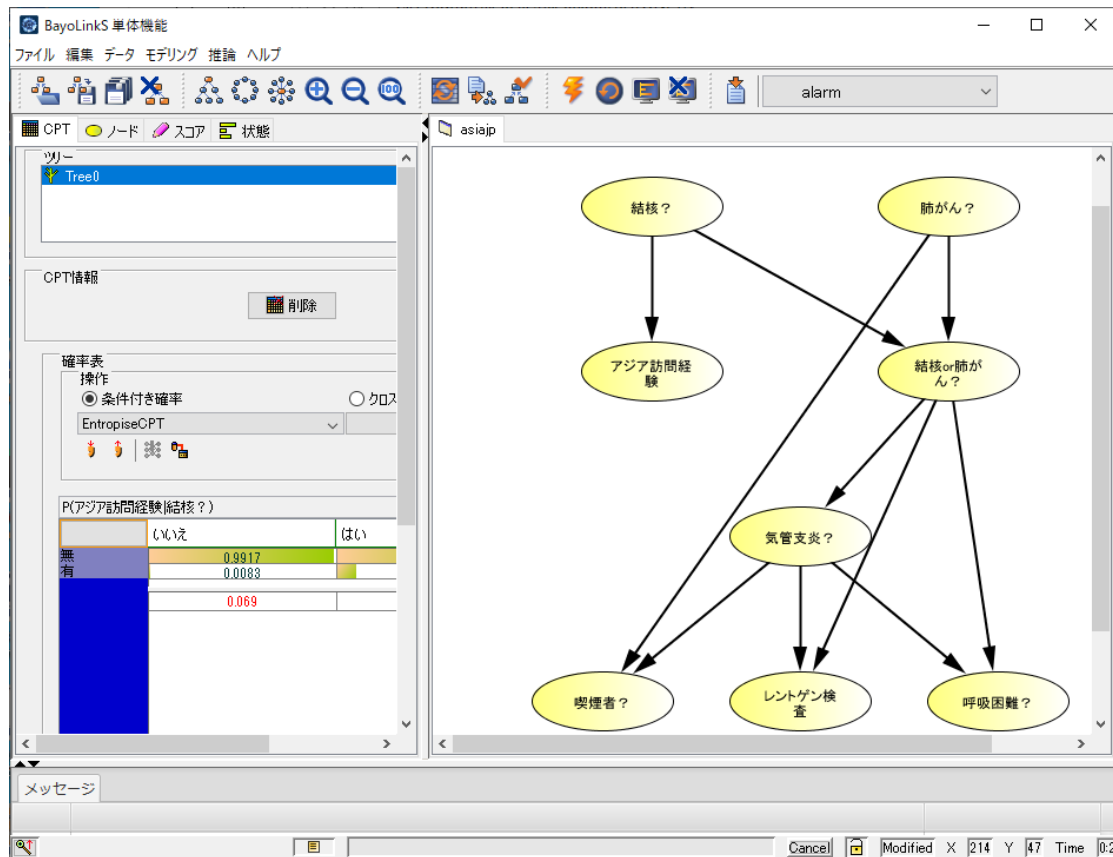 BayoLinkS 単体機能
ファイル 編集 データ モデリング 推論 ヘルプ
100
alarm
CPT ノード スコア 状態
asiajp
ツリー
Tree0
CPT情報
削除
確率表
操作
条件付き確率 クロス
EntropiseCPT
P(アジア訪問経験|結核？)
いいえ はい
無 0.9917
有 0.0083
0.069
結核？ 肺がん？
アジア訪問経
験
結核or肺が
ん？
気管支炎？
喫煙者？
レントゲン検
査
呼吸困難？
メッセージ
Cancel Modified X 214 Y 47 Time 0:2